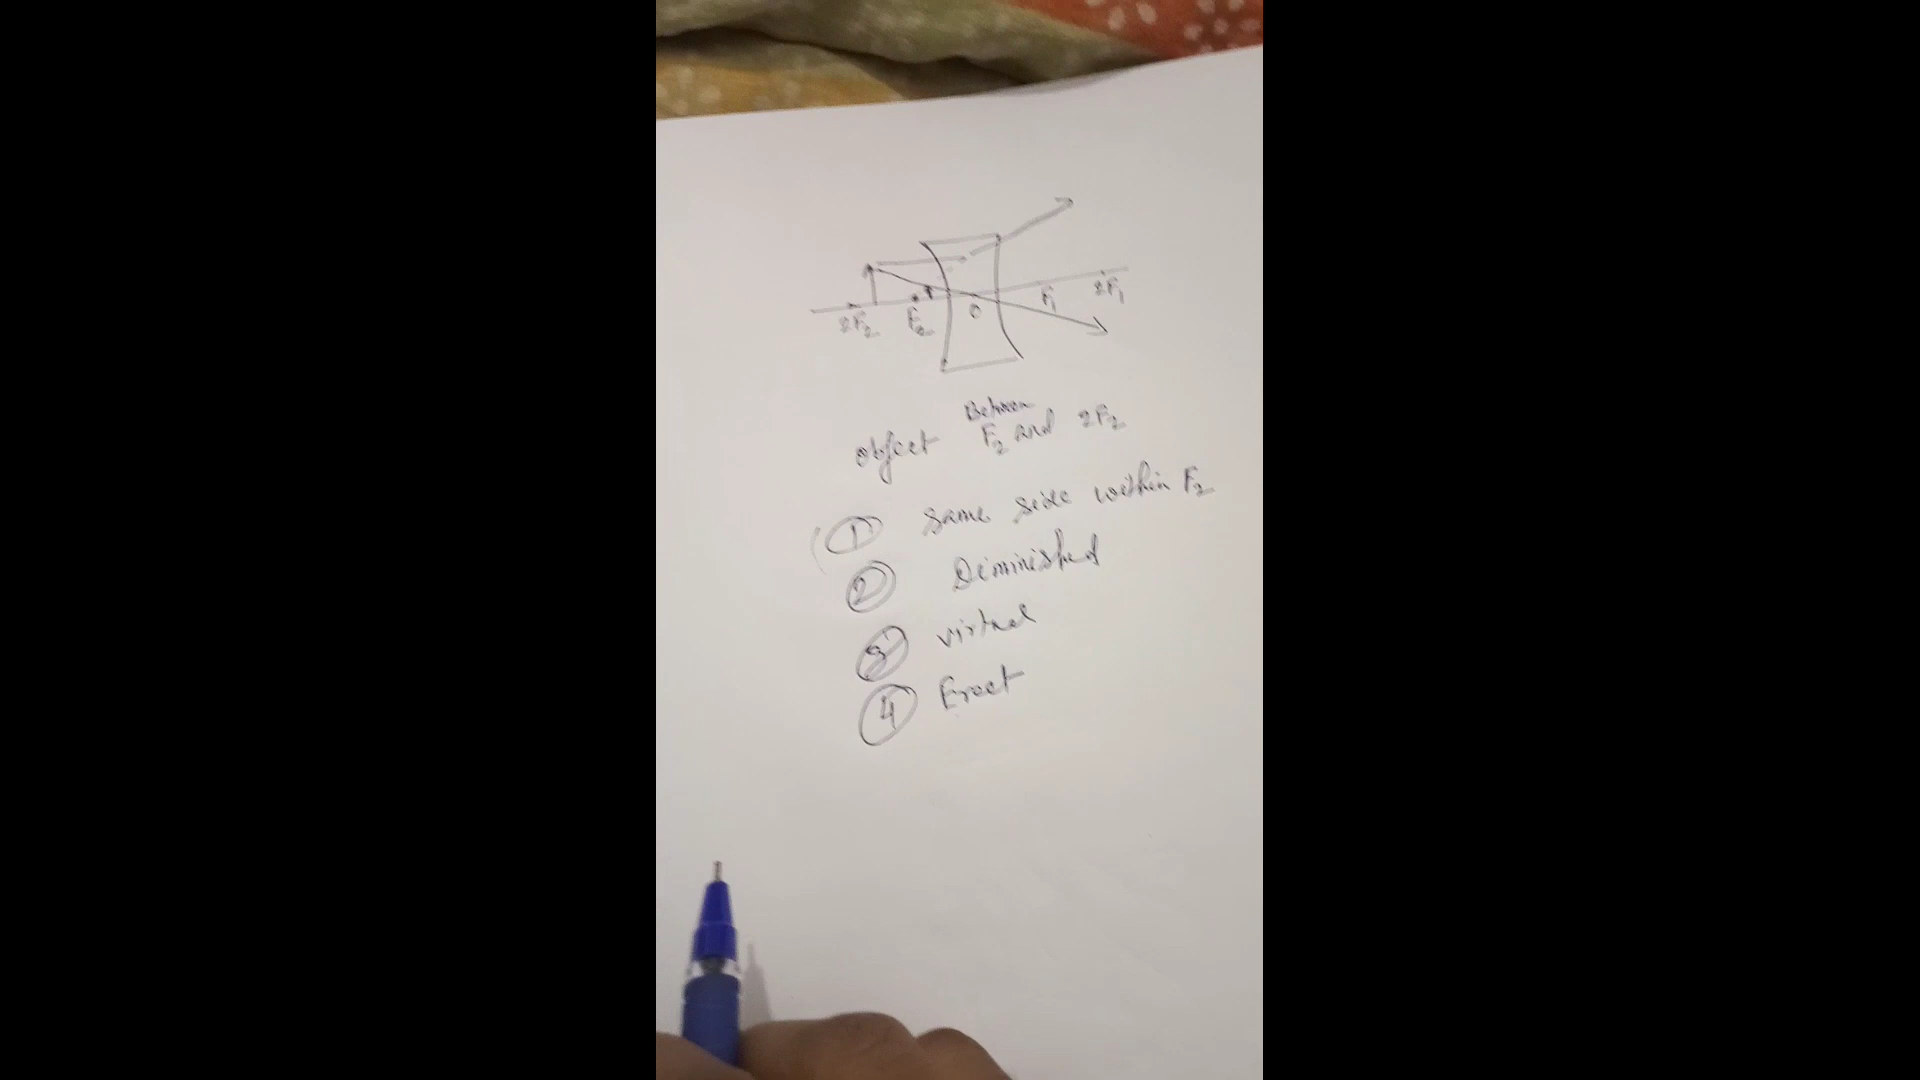 2F₂ F₂ O F₁ 2F₁
Between
object F₂ and 2F₂
① same side within F₂
② Diminished
③ virtual
④ Erect